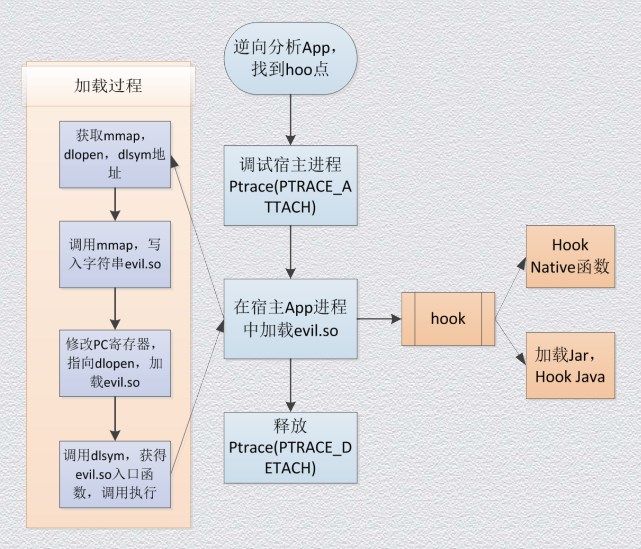 逆向分析App，
找到hoo点
加载过程
获取mmap，
dlopen，dlsym地
址
调用mmap，写
入字符串evil.so
修改PC寄存器，
指向dlopen，加
载evil.so
调用dlsym，获得
evil.so入口函
数，调用执行
调试宿主进程
Ptrace(PTRACE_A
TTACH)
在宿主App进程
中加载evil.so
释放
Ptrace(PTRACE_D
ETACH)
hook
Hook
Native函数
加载Jar，
Hook Java